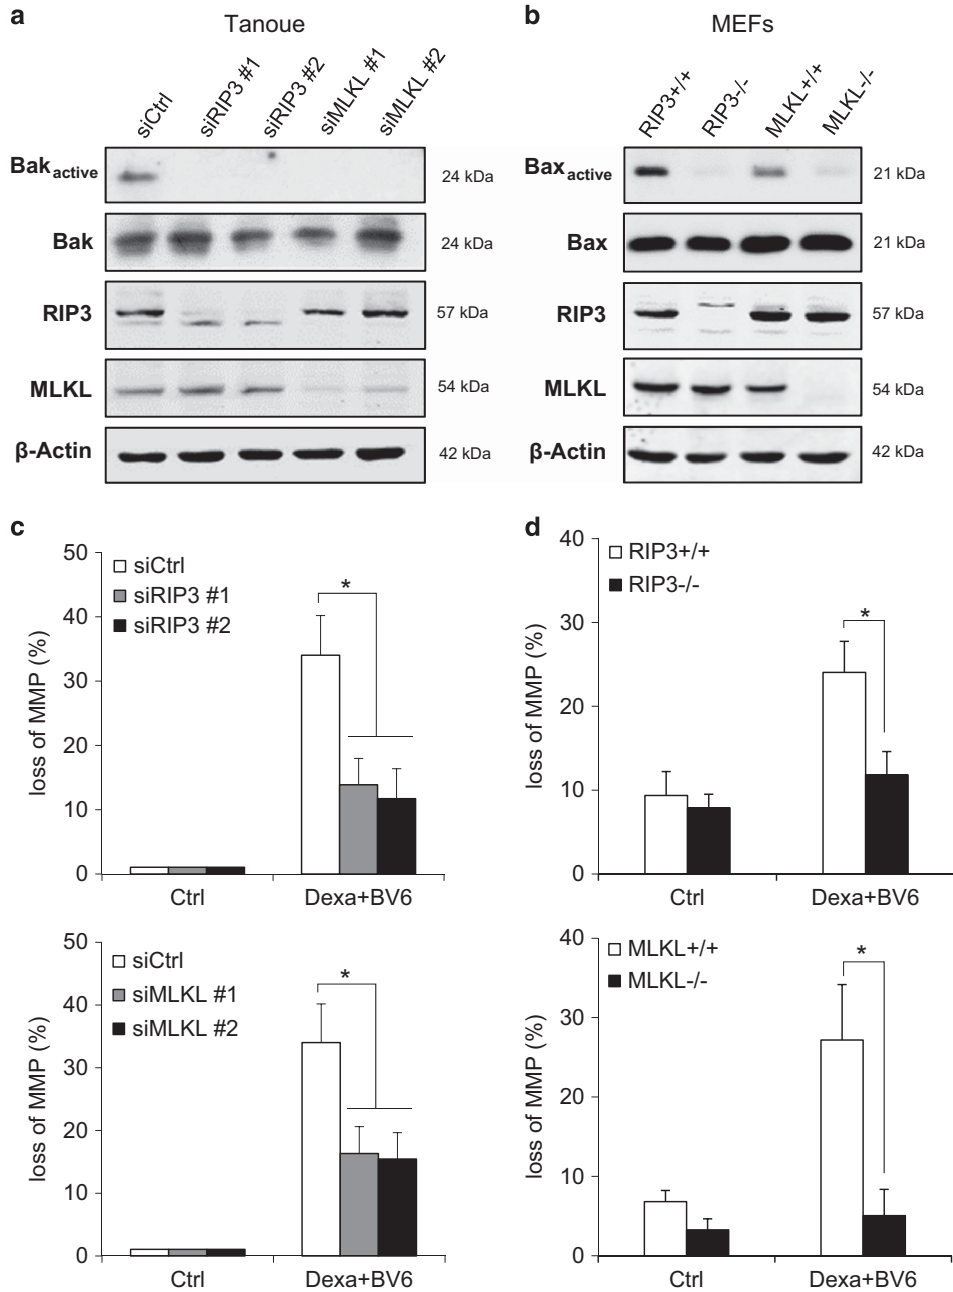 a
Tanoue
siCtrl
siRIP3 #1
siRIP3 #2
siMLKL #1
siMLKL #2
Bak active
24 kDa
Bak
24 kDa
RIP3
57 kDa
MLKL
54 kDa
β-Actin
42 kDa
b
MEFs
RIP3+/+
RIP3-/-
MLKL+/+
MLKL-/-
Bax active
21 kDa
Bax
21 kDa
RIP3
57 kDa
MLKL
54 kDa
β-Actin
42 kDa
c
loss of MMP (%)
50
40
30
20
10
0
siCtrl
siRIP3 #1
siRIP3 #2
*
Ctrl
Dexa+BV6
loss of MMP (%)
50
40
30
20
10
0
siCtrl
siMLKL #1
siMLKL #2
*
Ctrl
Dexa+BV6
d
loss of MMP (%)
40
30
20
10
0
RIP3+/+
RIP3-/-
*
Ctrl
Dexa+BV6
loss of MMP (%)
40
30
20
10
0
MLKL+/+
MLKL-/-
*
Ctrl
Dexa+BV6